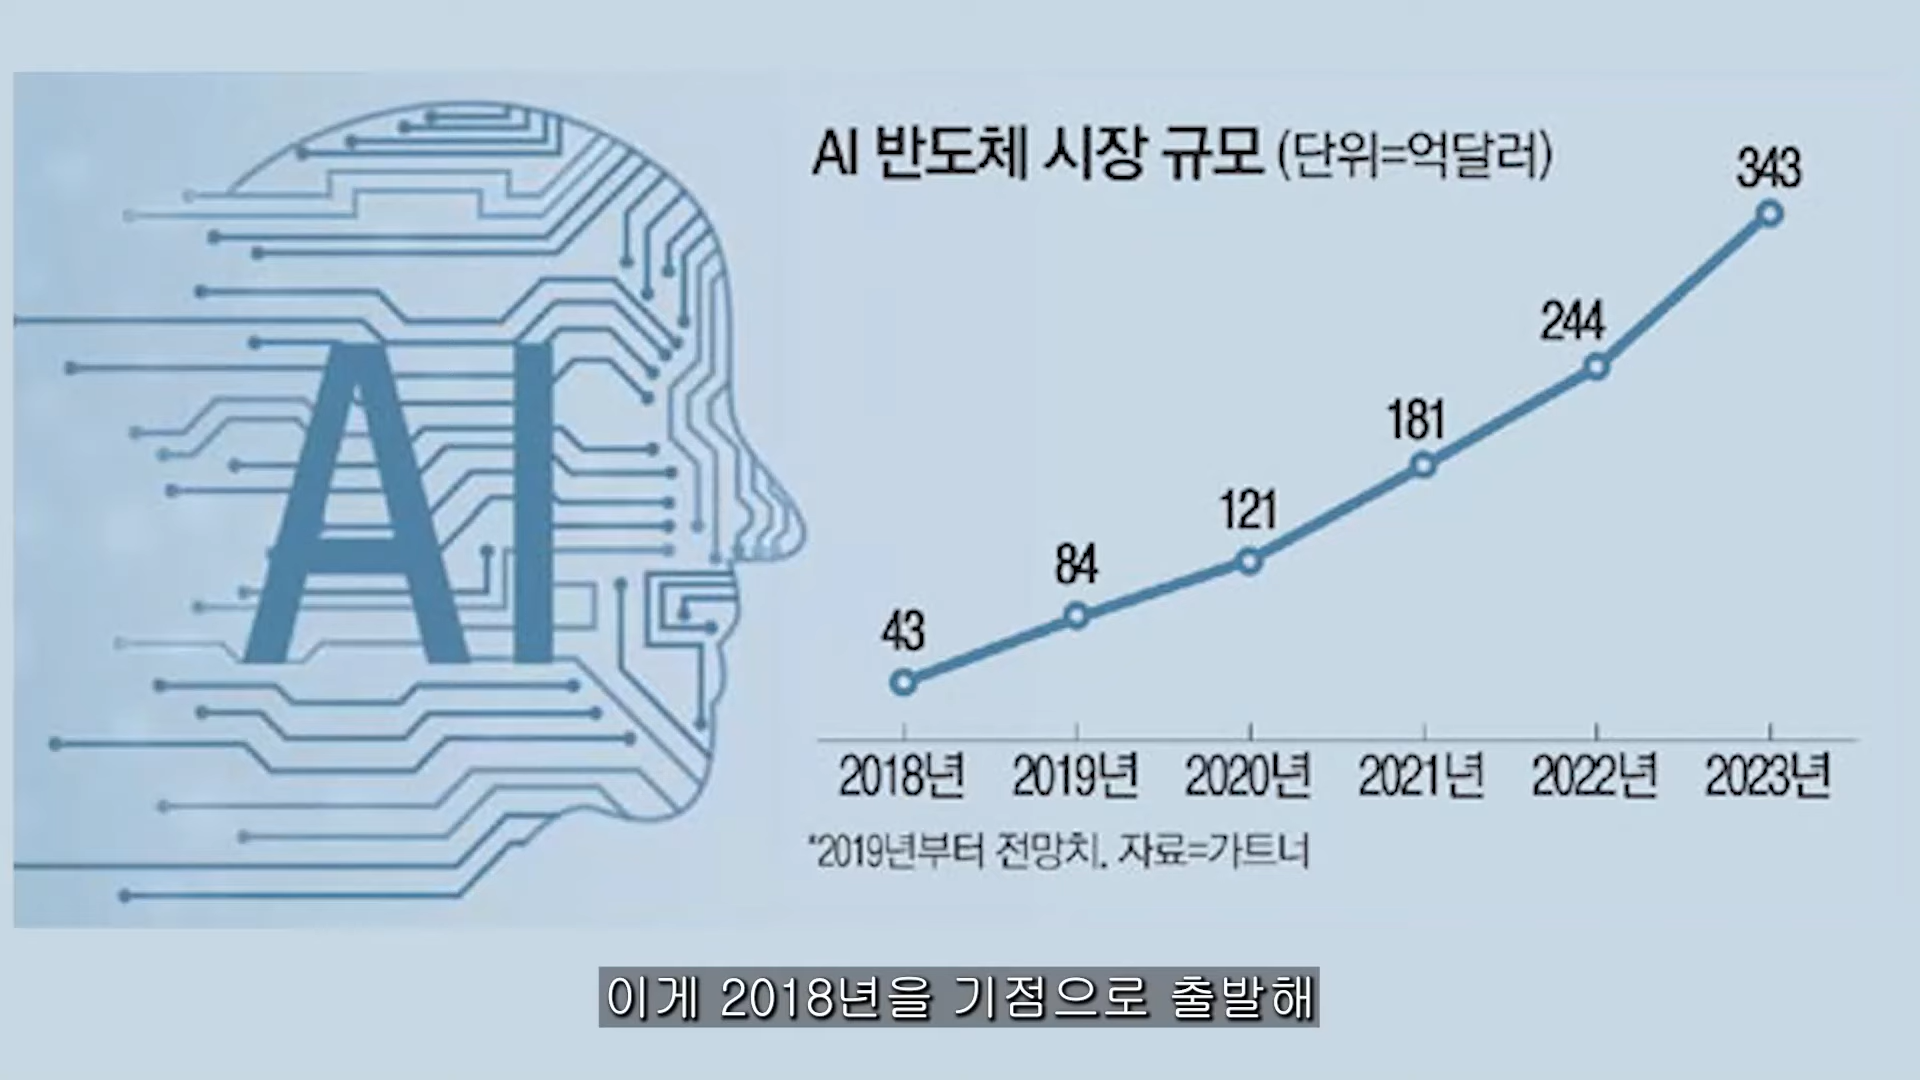 AI
AI 반도체 시장 규모 (단위=억달러)
343
244
181
121
84
43
2018년 2019년 2020년 2021년 2022년 2023년
*2019년부터 전망치. 자료=가트너
이게 2018년을 기점으로 출발해